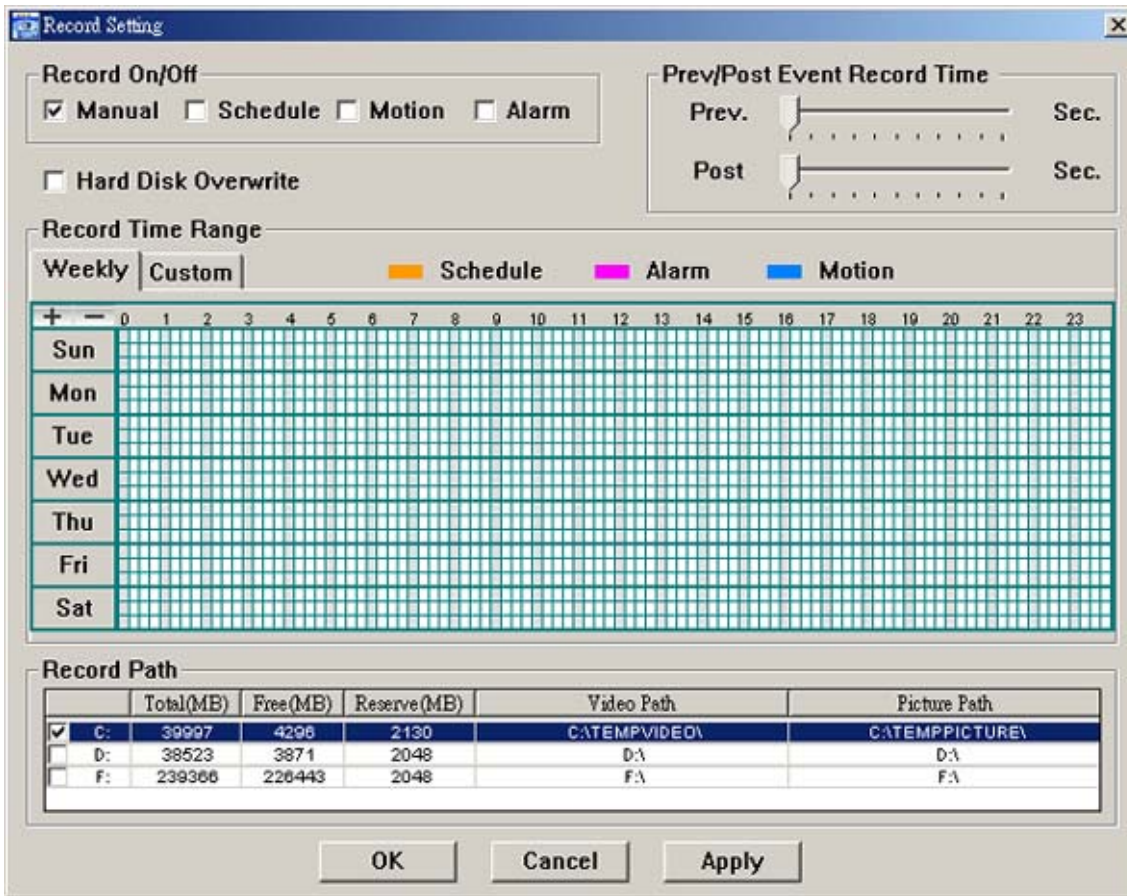 Record Setting
Record On/Off
Manual Schedule Motion Alarm
Prev/Post Event Record Time
Prev. Sec.
Post Sec.
Hard Disk Overwrite
Record Time Range
Weekly Custom Schedule Alarm Motion
+ − 0 1 2 3 4 5 6 7 8 9 10 11 12 13 14 15 16 17 18 19 20 21 22 23
Sun
Mon
Tue
Wed
Thu
Fri
Sat
Record Path
Total(MB) Free(MB) Reserve(MB) Video Path Picture Path
C: 39997 4296 2130 C:\TEMPVIDEO\ C:\TEMPPICTURE\
D: 38523 3871 2048 D:\ D:\
F: 239366 226443 2048 F:\ F:\
OK Cancel Apply